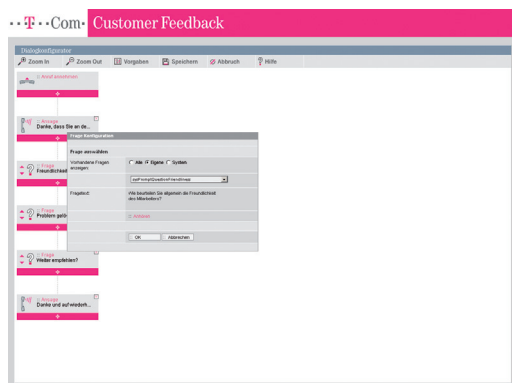 ··T··Com· Customer Feedback
Dialogkonfigurator
Zoom In Zoom Out Vorgaben Speichern Abbruch Hilfe
:: Anruf annehmen
:: Ansage
Danke, dass Sie an de...
Frage Konfiguration
Frage auswählen
Vorhandene Fragen anzeigen: Alle Eigene System
:: Frage
Freundlichkeit
Fragetext: Wie beurteilen Sie allgemein die Freundlichkeit
des Mitarbeiters?
:: Frage
Problem gelö
:: Anhören
OK Abbrechen
:: Frage
Weiter empfehlen?
:: Ansage
Danke und auf wiederh...